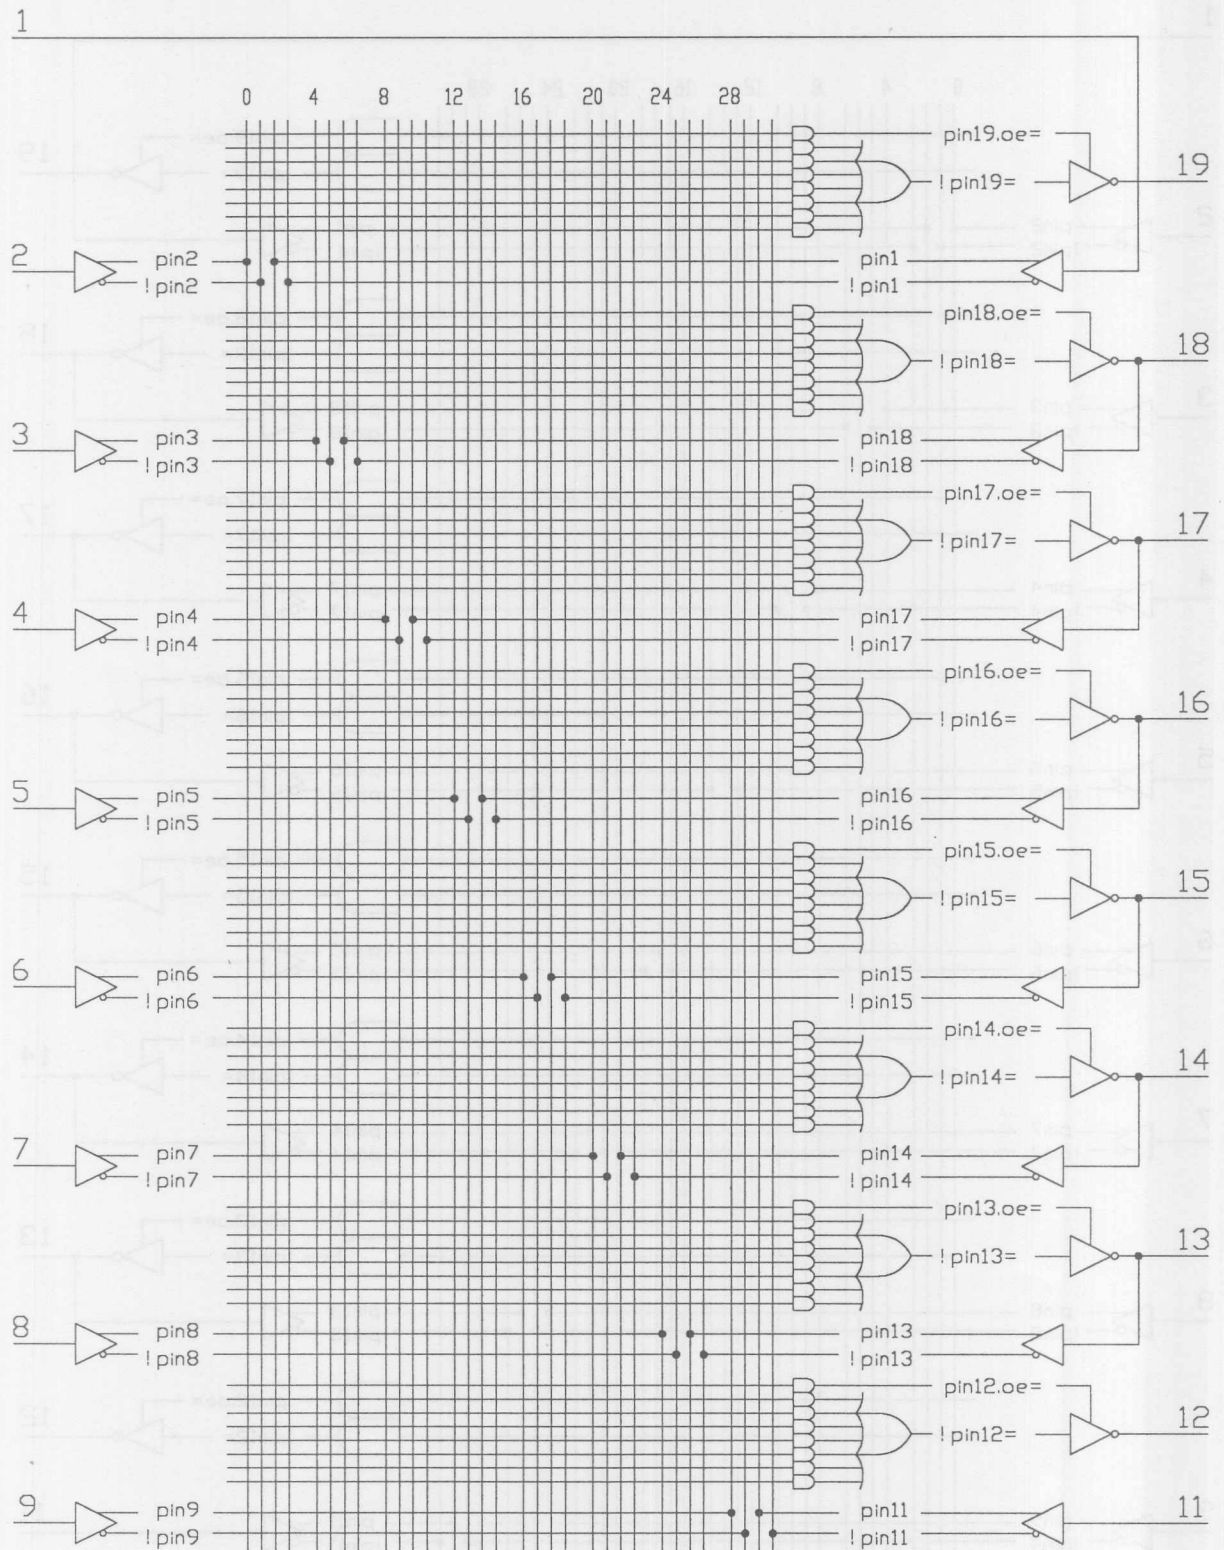 1
0 4 8 12 16 20 24 28
pin19.oe=
! pin19= 19
2 pin2 pin1
! pin2 ! pin1
pin18.oe=
! pin18= 18
3 pin3 pin18
! pin3 ! pin18
pin17.oe=
! pin17= 17
4 pin4 pin17
! pin4 ! pin17
pin16.oe=
! pin16= 16
5 pin5 pin16
! pin5 ! pin16
pin15.oe=
! pin15= 15
6 pin6 pin15
! pin6 ! pin15
pin14.oe=
! pin14= 14
7 pin7 pin14
! pin7 ! pin14
pin13.oe=
! pin13= 13
8 pin8 pin13
! pin8 ! pin13
pin12.oe=
! pin12= 12
9 pin9 pin11 11
! pin9 ! pin11